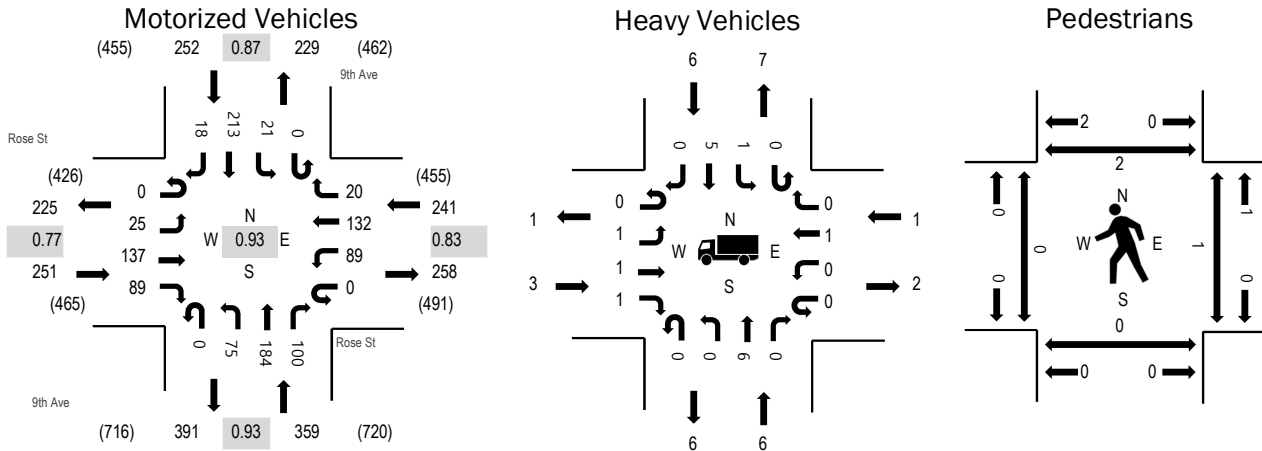 Motorized Vehicles
(455) 252 0.87 229 (462)
9th Ave
Rose St
18 213 21 0
(426)
225
0.77
251
(465)
0
25
137
89
N
W 0.93 E
S
20
132
89
0
(455)
241
0.83
258
(491)
0 75 184 100
Rose St
9th Ave
(716) 391 0.93 359 (720)
Heavy Vehicles
6 7
0 5 1 0
1
3
0
1
1
1
N
W E
S
0
1
0
0
1
2
0 0 6 0
6 6
Pedestrians
2 0
2
0
0
0
N
W E
S
1
1
0
0
0 0